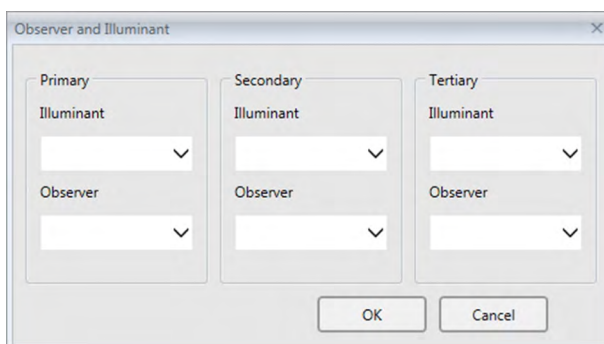 Observer and Illuminant
Primary
Illuminant
Observer
Secondary
Illuminant
Observer
Tertiary
Illuminant
Observer
OK
Cancel